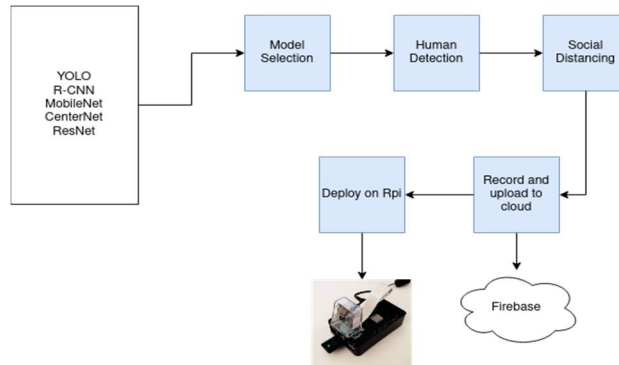 YOLO
R-CNN
MobileNet
CenterNet
ResNet
Model
Selection
Human
Detection
Social
Distancing
Deploy on Rpi
Record and
upload to
cloud
Firebase